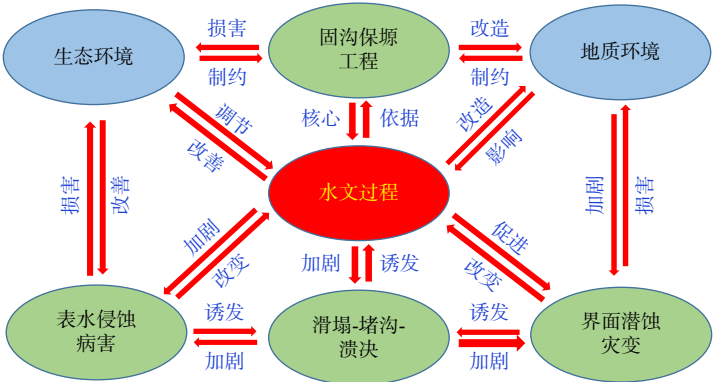 损害
固沟保塬
工程
改造
生态环境
地质环境
制约
制约
核心
依据
调节
改善
改造
影响
水文过程
损害
改善
加剧
损害
加剧
改变
加剧
诱发
促进
改变
表水侵蚀
病害
诱发
加剧
滑塌-堵沟-
溃决
诱发
加剧
界面潜蚀
灾变